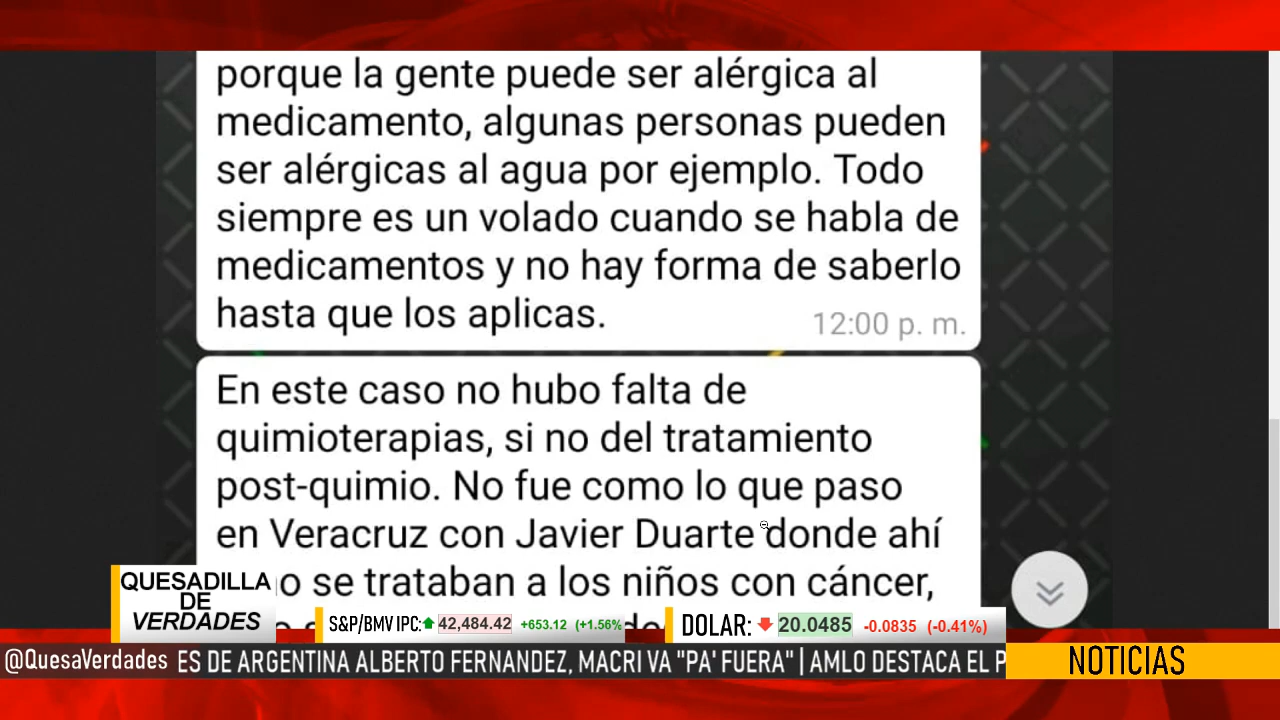 porque la gente puede ser alérgica al
medicamento, algunas personas pueden
ser alérgicas al agua por ejemplo. Todo
siempre es un volado cuando se habla de
medicamentos y no hay forma de saberlo
hasta que los aplicas.
12:00 p. m.
En este caso no hubo falta de
quimioterapias, si no del tratamiento
post-quimio. No fue como lo que paso
en Veracruz con Javier Duarte donde ahí
o se trataban a los niños con cáncer,
QUESADILLA
DE
VERDADES
S&P/BMV IPC: 42,484.42 +653.12 (+1.56%)
DOLAR: 20.0485 -0.0835 (-0.41%)
@QuesaVerdades ES DE ARGENTINA ALBERTO FERNANDEZ, MACRI VA "PA' FUERA" | AMLO DESTACA EL P
NOTICIAS